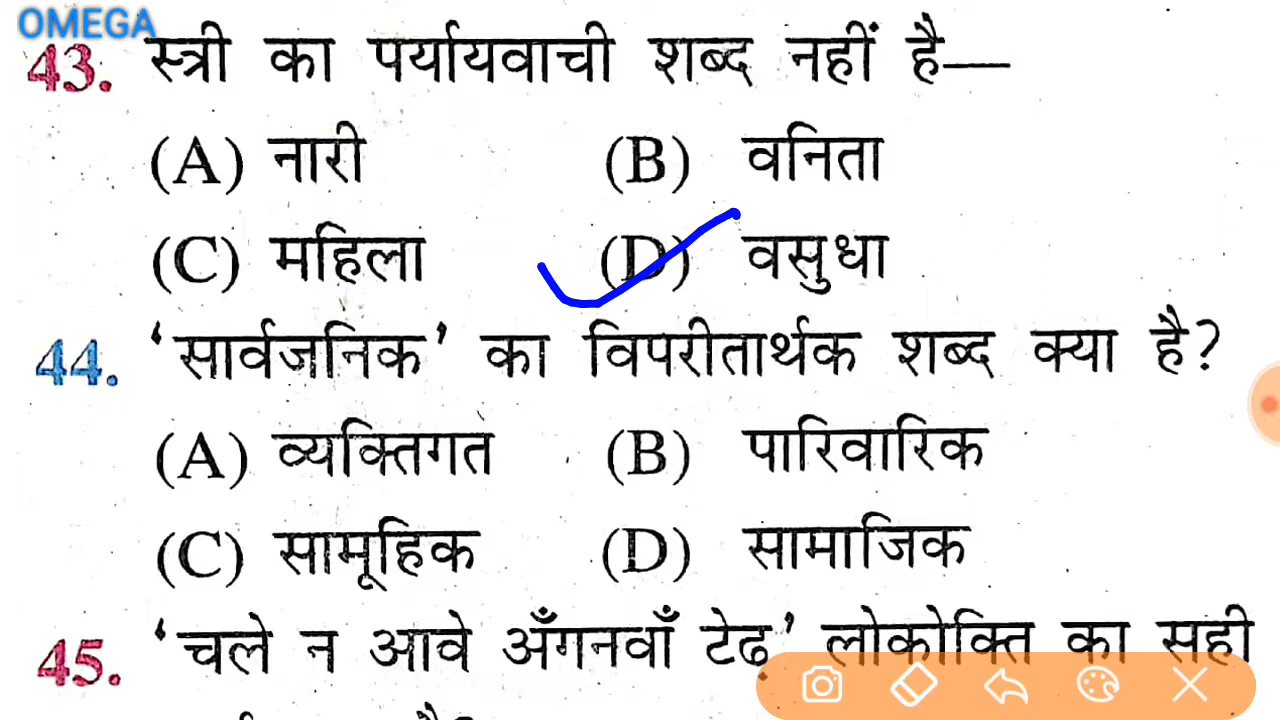 OMEGA
43. स्त्री का पर्यायवाची शब्द नहीं है—
(A) नारी (B) वनिता
(C) महिला (D) वसुधा
44. 'सार्वजनिक' का विपरीतार्थक शब्द क्या है?
(A) व्यक्तिगत (B) पारिवारिक
(C) सामूहिक (D) सामाजिक
45. 'चले न आवे अँगनवाँ टेढ़' लोकोक्ति का सही